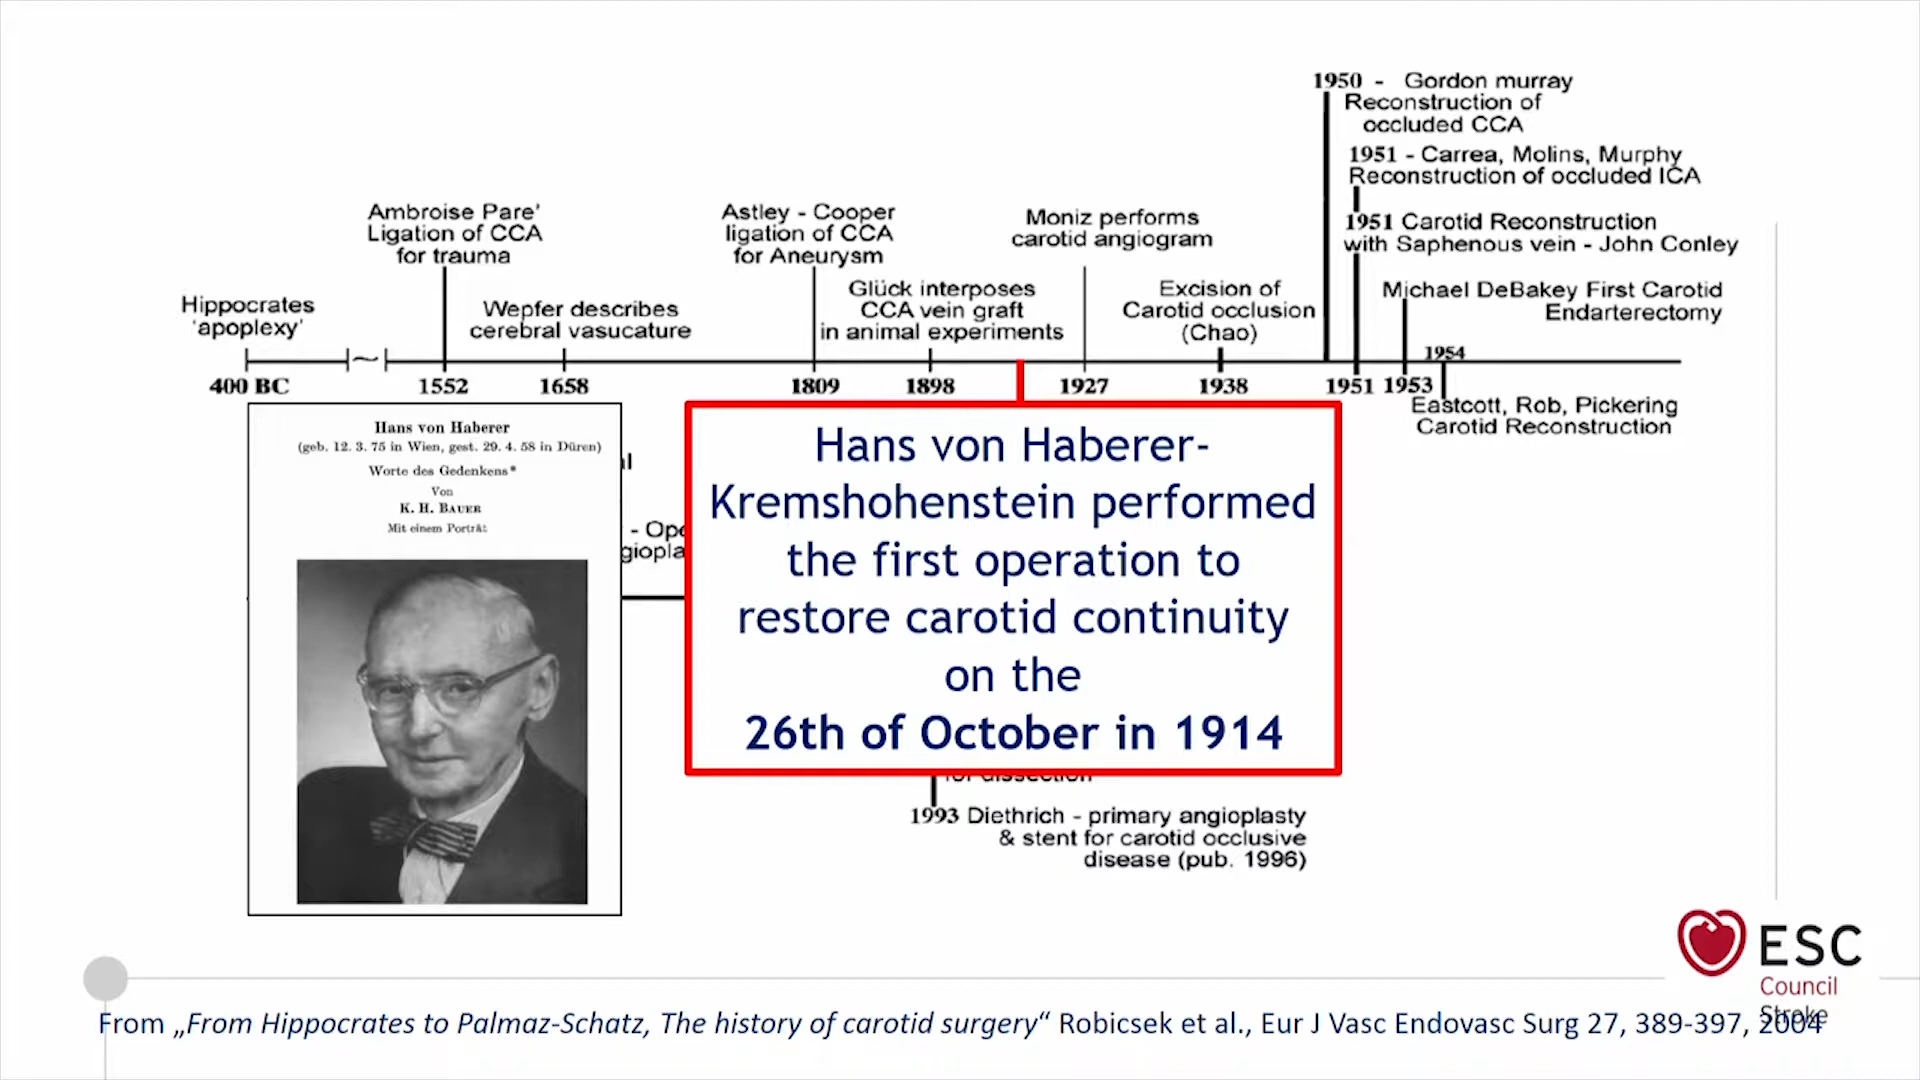 1950 - Gordon murray
Reconstruction of
occluded CCA
1951 - Carrea, Molins, Murphy
Reconstruction of occluded ICA
1951 Carotid Reconstruction
with Saphenous vein - John Conley
Michael DeBakey First Carotid
Endarterectomy
Ambroise Pare'
Ligation of CCA
for trauma
Astley - Cooper
ligation of CCA
for Aneurysm
Moniz performs
carotid angiogram
Hippocrates
'apoplexy'
Wepfer describes
cerebral vasucature
Glück interposes
CCA vein graft
in animal experiments
Excision of
Carotid occlusion
(Chao)
1954
400 BC 1552 1658 1809 1898 1927 1938 1951 1953
Eastcott, Rob, Pickering
Carotid Reconstruction
Hans von Haberer
(geb. 12. 3. 75 in Wien, gest. 29. 4. 58 in Düren)
Worte des Gedenkens*
Von
K. H. BAUER
Mit einem Porträt
- Ope
giopla
Hans von Haberer-
Kremshohenstein performed
the first operation to
restore carotid continuity
on the
26th of October in 1914
for dissection
1993 Diethrich - primary angioplasty
& stent for carotid occlusive
disease (pub. 1996)
ESC
Council
Stroke
From „From Hippocrates to Palmaz-Schatz, The history of carotid surgery“ Robicsek et al., Eur J Vasc Endovasc Surg 27, 389-397, 2004